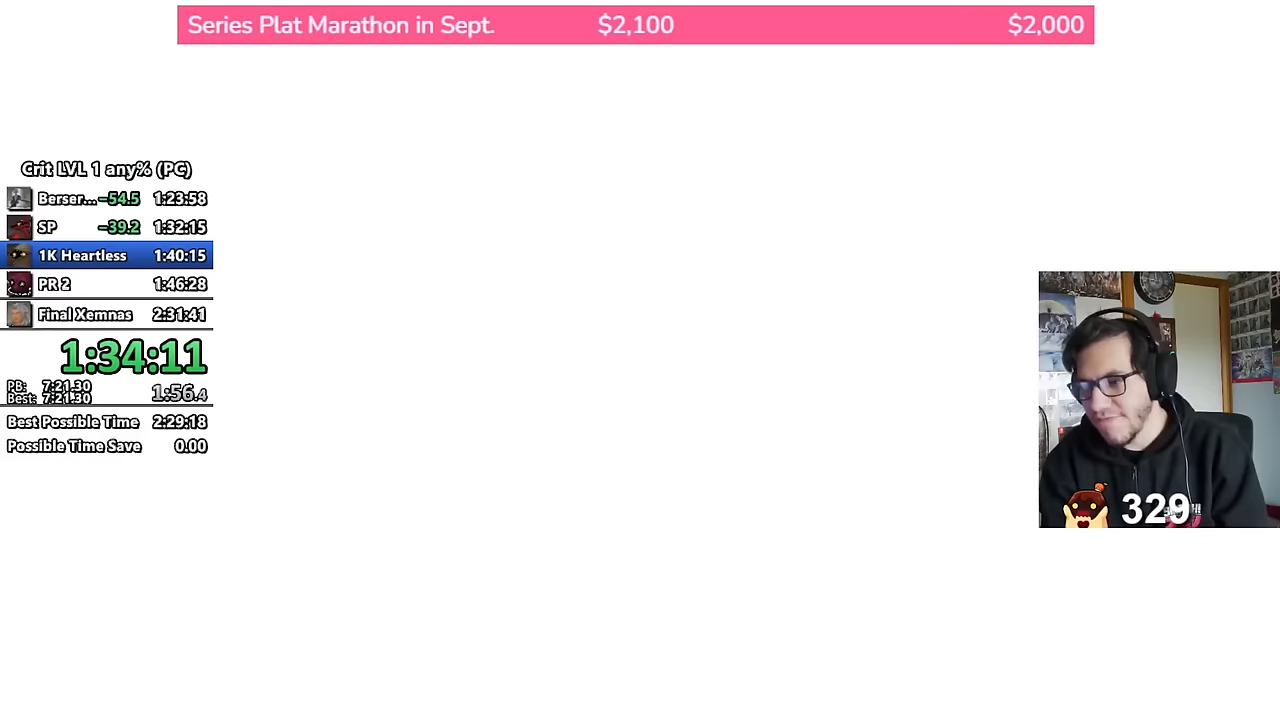 Series Plat Marathon in Sept. $2,100 $2,000
Crit LVL 1 any% (PC)
Berser... -54.5 1:23:58
SP -39.2 1:32:15
1K Heartless 1:40:15
PR 2 1:46:28
Final Xemnas 2:31:41
1:34:11
PB: 7:21.30 1:56.4
Best: 7:21.30
Best Possible Time 2:29:18
Possible Time Save 0.00
329